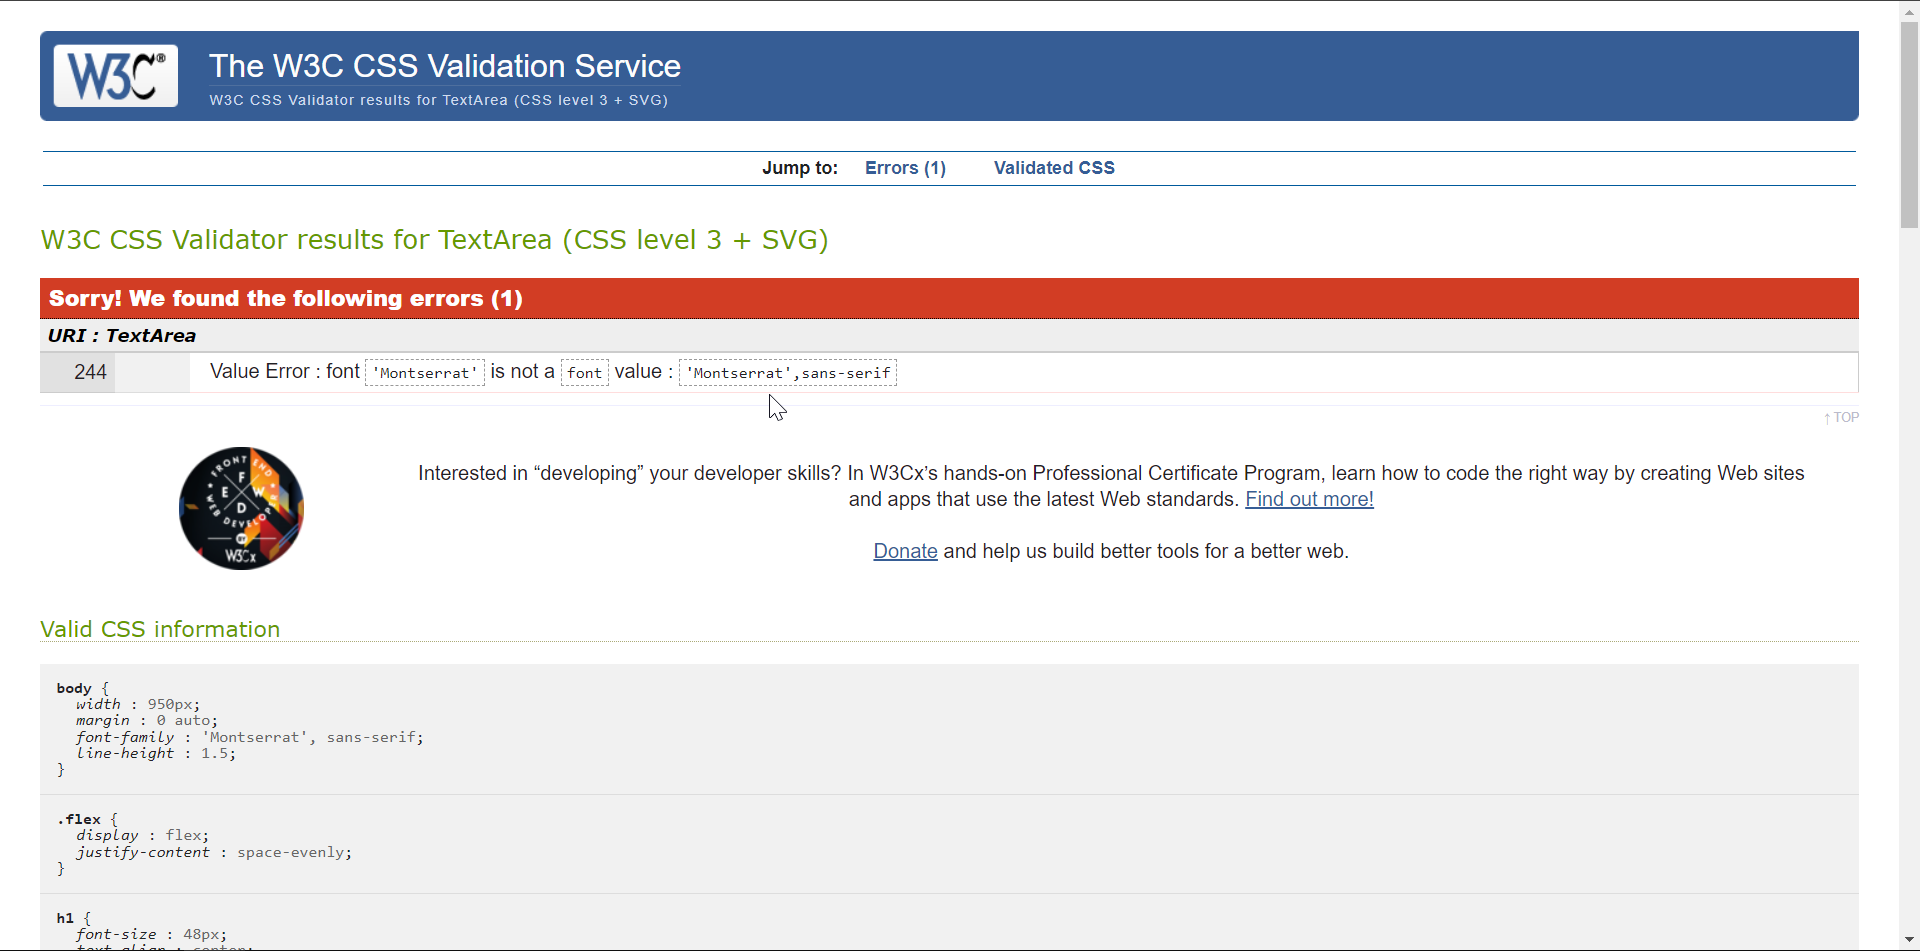 W3C®
The W3C CSS Validation Service
W3C CSS Validator results for TextArea (CSS level 3 + SVG)
Jump to: Errors (1) Validated CSS
W3C CSS Validator results for TextArea (CSS level 3 + SVG)
Sorry! We found the following errors (1)
URI : TextArea
244 Value Error : font 'Montserrat' is not a font value : 'Montserrat',sans-serif
↑ TOP
FRONT END
F
E W
D
WEB DEVELOPER
BY
W3Cx
Interested in “developing” your developer skills? In W3Cx’s hands-on Professional Certificate Program, learn how to code the right way by creating Web sites
and apps that use the latest Web standards. Find out more!
Donate and help us build better tools for a better web.
Valid CSS information
body {
width : 950px;
margin : 0 auto;
font-family : 'Montserrat', sans-serif;
line-height : 1.5;
}
.flex {
display : flex;
justify-content : space-evenly;
}
h1 {
font-size : 48px;
text-align : center;